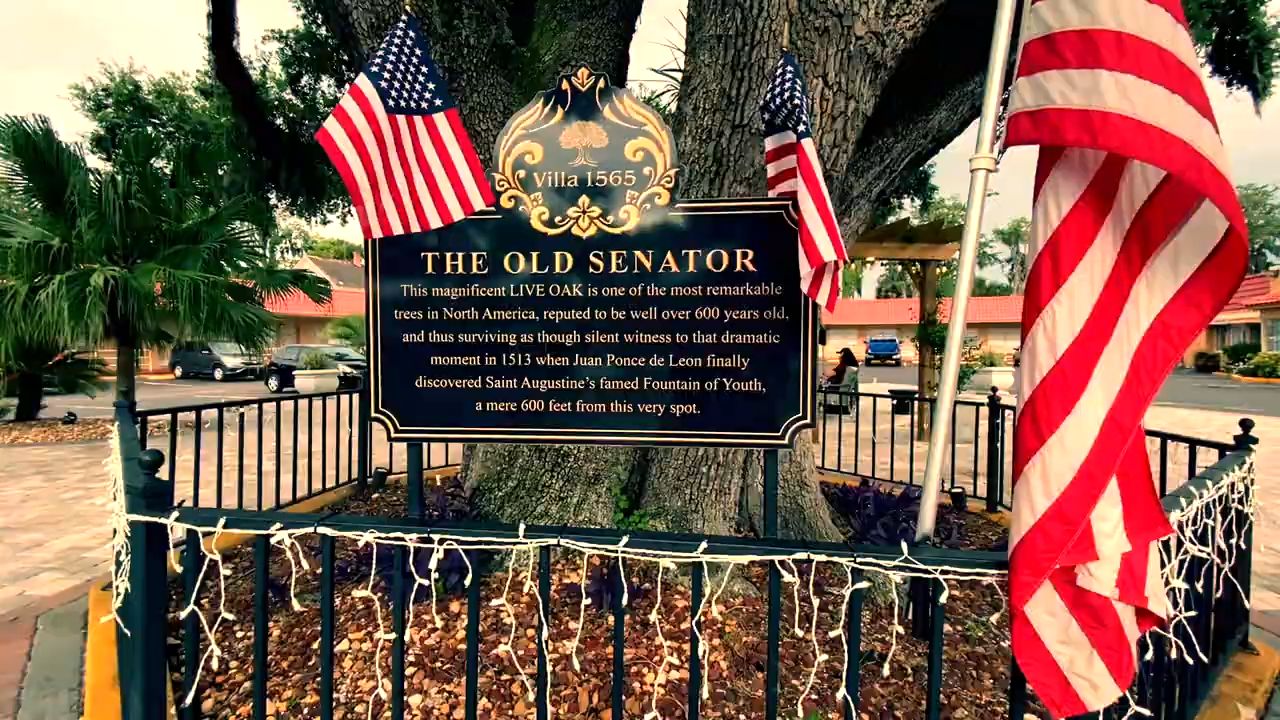 Villa 1565
THE OLD SENATOR
This magnificent LIVE OAK is one of the most remarkable
trees in North America, reputed to be well over 600 years old,
and thus surviving as though silent witness to that dramatic
moment in 1513 when Juan Ponce de Leon finally
discovered Saint Augustine's famed Fountain of Youth,
a mere 600 feet from this very spot.